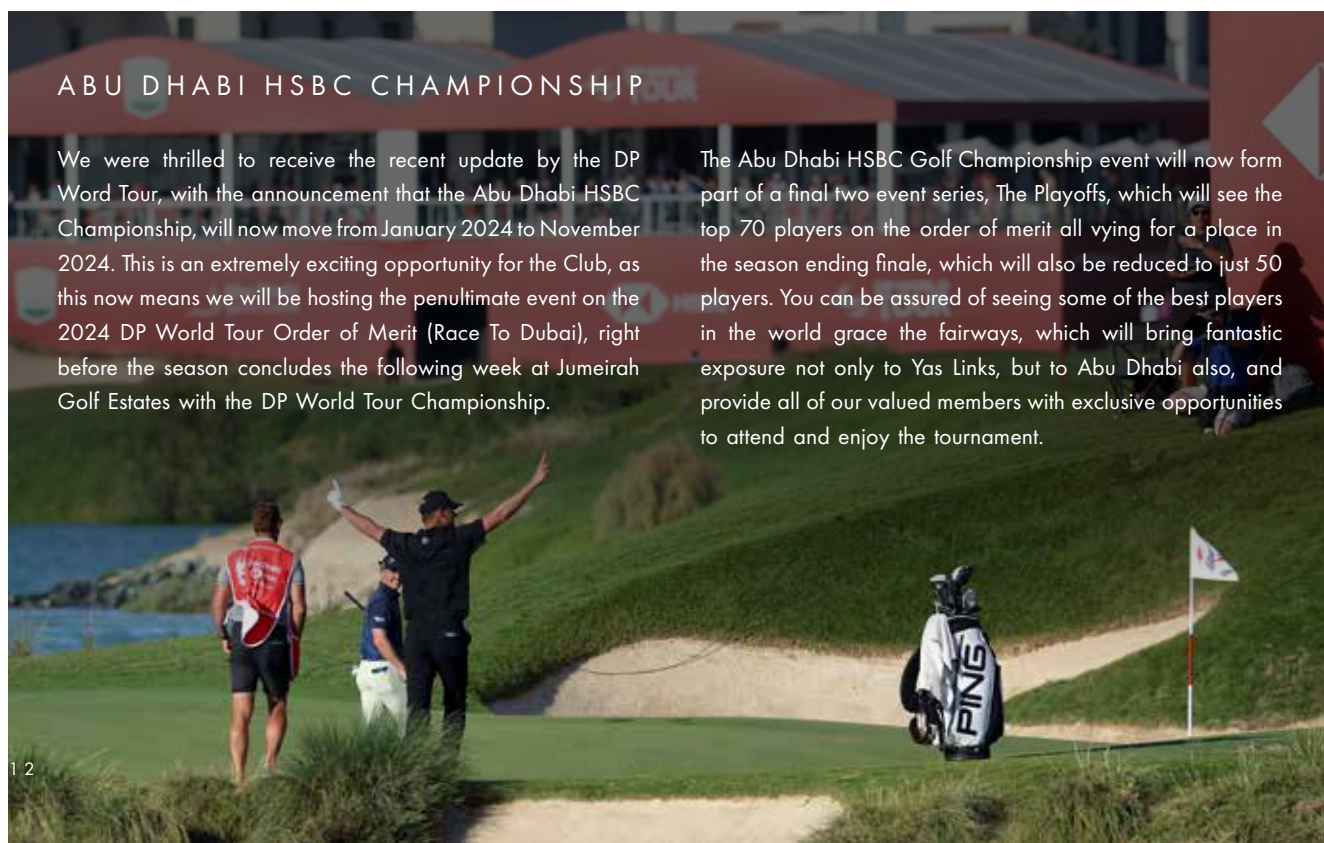 ABU DHABI HSBC CHAMPIONSHIP
We were thrilled to receive the recent update by the DP
Word Tour, with the announcement that the Abu Dhabi HSBC
Championship, will now move from January 2024 to November
2024. This is an extremely exciting opportunity for the Club, as
this now means we will be hosting the penultimate event on the
2024 DP World Tour Order of Merit (Race To Dubai), right
before the season concludes the following week at Jumeirah
Golf Estates with the DP World Tour Championship.
The Abu Dhabi HSBC Golf Championship event will now form
part of a final two event series, The Playoffs, which will see the
top 70 players on the order of merit all vying for a place in
the season ending finale, which will also be reduced to just 50
players. You can be assured of seeing some of the best players
in the world grace the fairways, which will bring fantastic
exposure not only to Yas Links, but to Abu Dhabi also, and
provide all of our valued members with exclusive opportunities
to attend and enjoy the tournament.
TOUR
PING
12